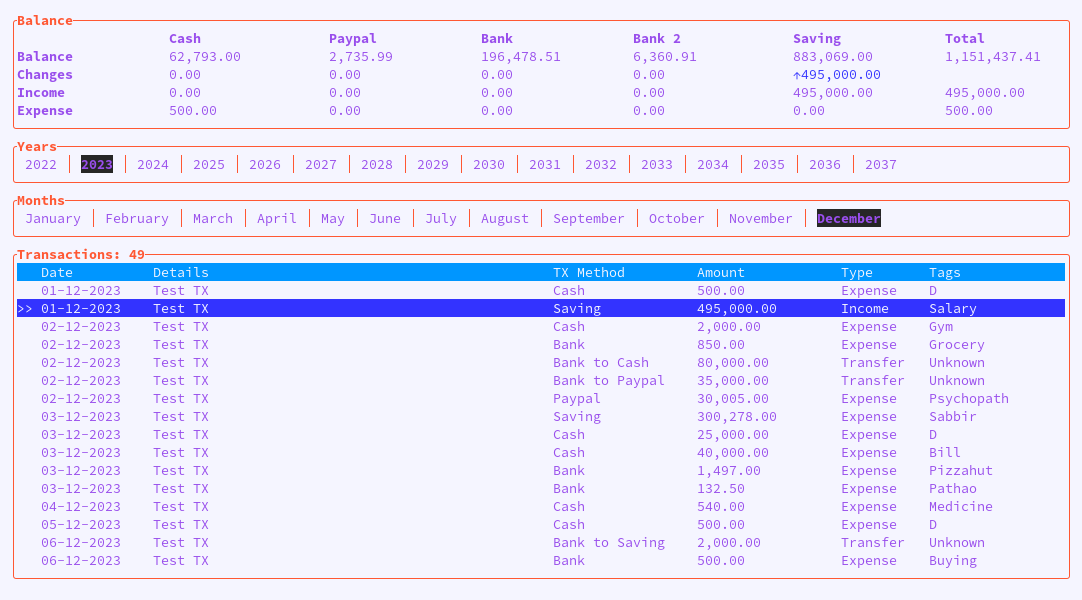 Balance
Cash Paypal Bank Bank 2 Saving Total
Balance 62,793.00 2,735.99 196,478.51 6,360.91 883,069.00 1,151,437.41
Changes 0.00 0.00 0.00 0.00 ↑495,000.00
Income 0.00 0.00 0.00 0.00 495,000.00 495,000.00
Expense 500.00 0.00 0.00 0.00 0.00 500.00
Years
2022 │ 2023 │ 2024 │ 2025 │ 2026 │ 2027 │ 2028 │ 2029 │ 2030 │ 2031 │ 2032 │ 2033 │ 2034 │ 2035 │ 2036 │ 2037
Months
January │ February │ March │ April │ May │ June │ July │ August │ September │ October │ November │ December
Transactions: 49
Date Details TX Method Amount Type Tags
01-12-2023 Test TX Cash 500.00 Expense D
>> 01-12-2023 Test TX Saving 495,000.00 Income Salary
02-12-2023 Test TX Cash 2,000.00 Expense Gym
02-12-2023 Test TX Bank 850.00 Expense Grocery
02-12-2023 Test TX Bank to Cash 80,000.00 Transfer Unknown
02-12-2023 Test TX Bank to Paypal 35,000.00 Transfer Unknown
02-12-2023 Test TX Paypal 30,005.00 Expense Psychopath
03-12-2023 Test TX Saving 300,278.00 Expense Sabbir
03-12-2023 Test TX Cash 25,000.00 Expense D
03-12-2023 Test TX Cash 40,000.00 Expense Bill
03-12-2023 Test TX Bank 1,497.00 Expense Pizzahut
03-12-2023 Test TX Bank 132.50 Expense Pathao
04-12-2023 Test TX Cash 540.00 Expense Medicine
05-12-2023 Test TX Cash 500.00 Expense D
06-12-2023 Test TX Bank to Saving 2,000.00 Transfer Unknown
06-12-2023 Test TX Bank 500.00 Expense Buying